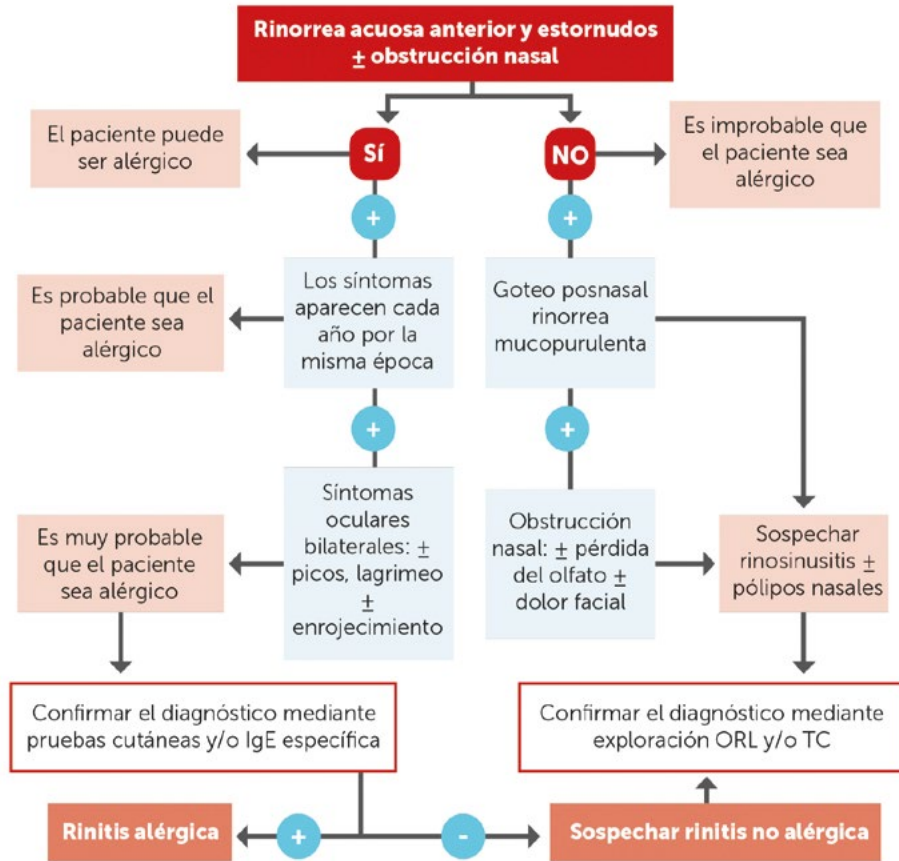 Rinorrea acuosa anterior y estornudos
± obstrucción nasal
El paciente puede
ser alérgico
Sí
NO
Es improbable que
el paciente sea
alérgico
+
+
Es probable que el
paciente sea
alérgico
Los síntomas
aparecen cada
año por la
misma época
Goteo posnasal
rinorrea
mucopurulenta
+
+
Es muy probable
que el paciente
sea alérgico
Síntomas
oculares
bilaterales: ±
picos, lagrimeo
±
enrojecimiento
Obstrucción
nasal: ± pérdida
del olfato ±
dolor facial
Sospechar
rinosinusitis ±
pólipos nasales
Confirmar el diagnóstico mediante
pruebas cutáneas y/o IgE específica
Confirmar el diagnóstico mediante
exploración ORL y/o TC
Rinitis alérgica
+
-
Sospechar rinitis no alérgica